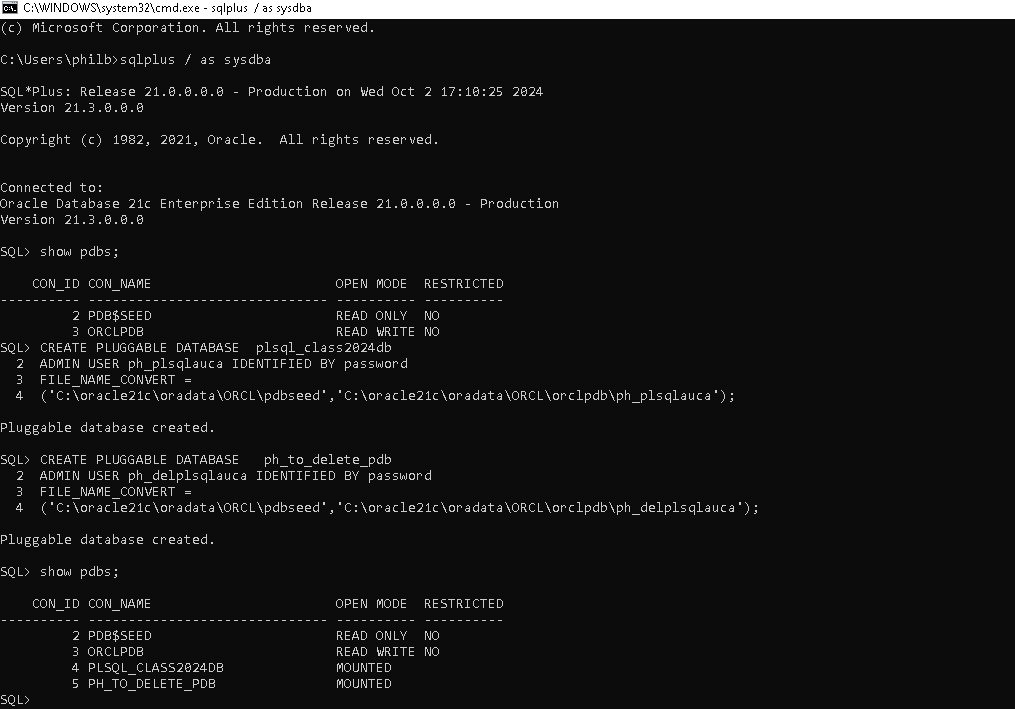 C:\WINDOWS\system32\cmd.exe - sqlplus / as sysdba
(c) Microsoft Corporation. All rights reserved.
C:\Users\philb>sqlplus / as sysdba
SQL*Plus: Release 21.0.0.0.0 - Production on Wed Oct 2 17:10:25 2024
Version 21.3.0.0.0
Copyright (c) 1982, 2021, Oracle.  All rights reserved.
Connected to:
Oracle Database 21c Enterprise Edition Release 21.0.0.0.0 - Production
Version 21.3.0.0.0
SQL> show pdbs;
    CON_ID CON_NAME                       OPEN MODE  RESTRICTED
---------- ------------------------------ ---------- ----------
         2 PDB$SEED                       READ ONLY  NO
         3 ORCLPDB                        READ WRITE NO
SQL> CREATE PLUGGABLE DATABASE  plsql_class2024db
  2  ADMIN USER ph_plsqlauca IDENTIFIED BY password
  3  FILE_NAME_CONVERT =
  4  ('C:\oracle21c\oradata\ORCL\pdbseed','C:\oracle21c\oradata\ORCL\orclpdb\ph_plsqlauca');
Pluggable database created.
SQL> CREATE PLUGGABLE DATABASE   ph_to_delete_pdb
  2  ADMIN USER ph_delplsqlauca IDENTIFIED BY password
  3  FILE_NAME_CONVERT =
  4  ('C:\oracle21c\oradata\ORCL\pdbseed','C:\oracle21c\oradata\ORCL\orclpdb\ph_delplsqlauca');
Pluggable database created.
SQL> show pdbs;
    CON_ID CON_NAME                       OPEN MODE  RESTRICTED
---------- ------------------------------ ---------- ----------
         2 PDB$SEED                       READ ONLY  NO
         3 ORCLPDB                        READ WRITE NO
         4 PLSQL_CLASS2024DB              MOUNTED
         5 PH_TO_DELETE_PDB               MOUNTED
SQL>